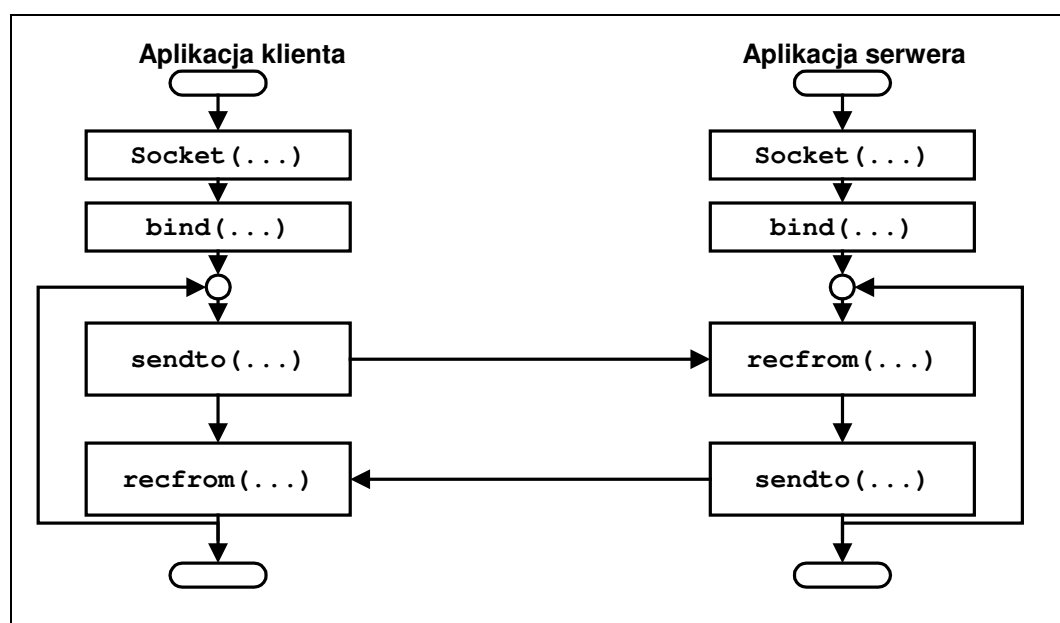 Aplikacja klienta
Socket(...)
bind(...)
sendto(...)
recfrom(...)
Aplikacja serwera
Socket(...)
bind(...)
recfrom(...)
sendto(...)